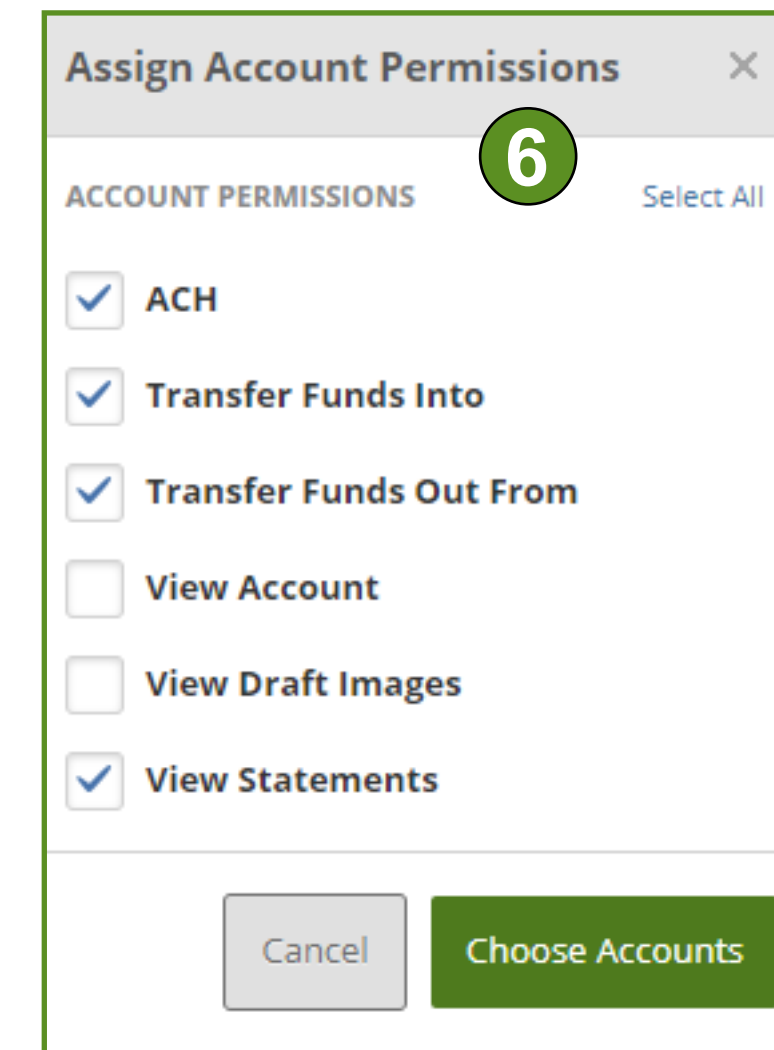 Assign Account Permissions ×
6
ACCOUNT PERMISSIONS Select All
ACH
Transfer Funds Into
Transfer Funds Out From
View Account
View Draft Images
View Statements
Cancel Choose Accounts